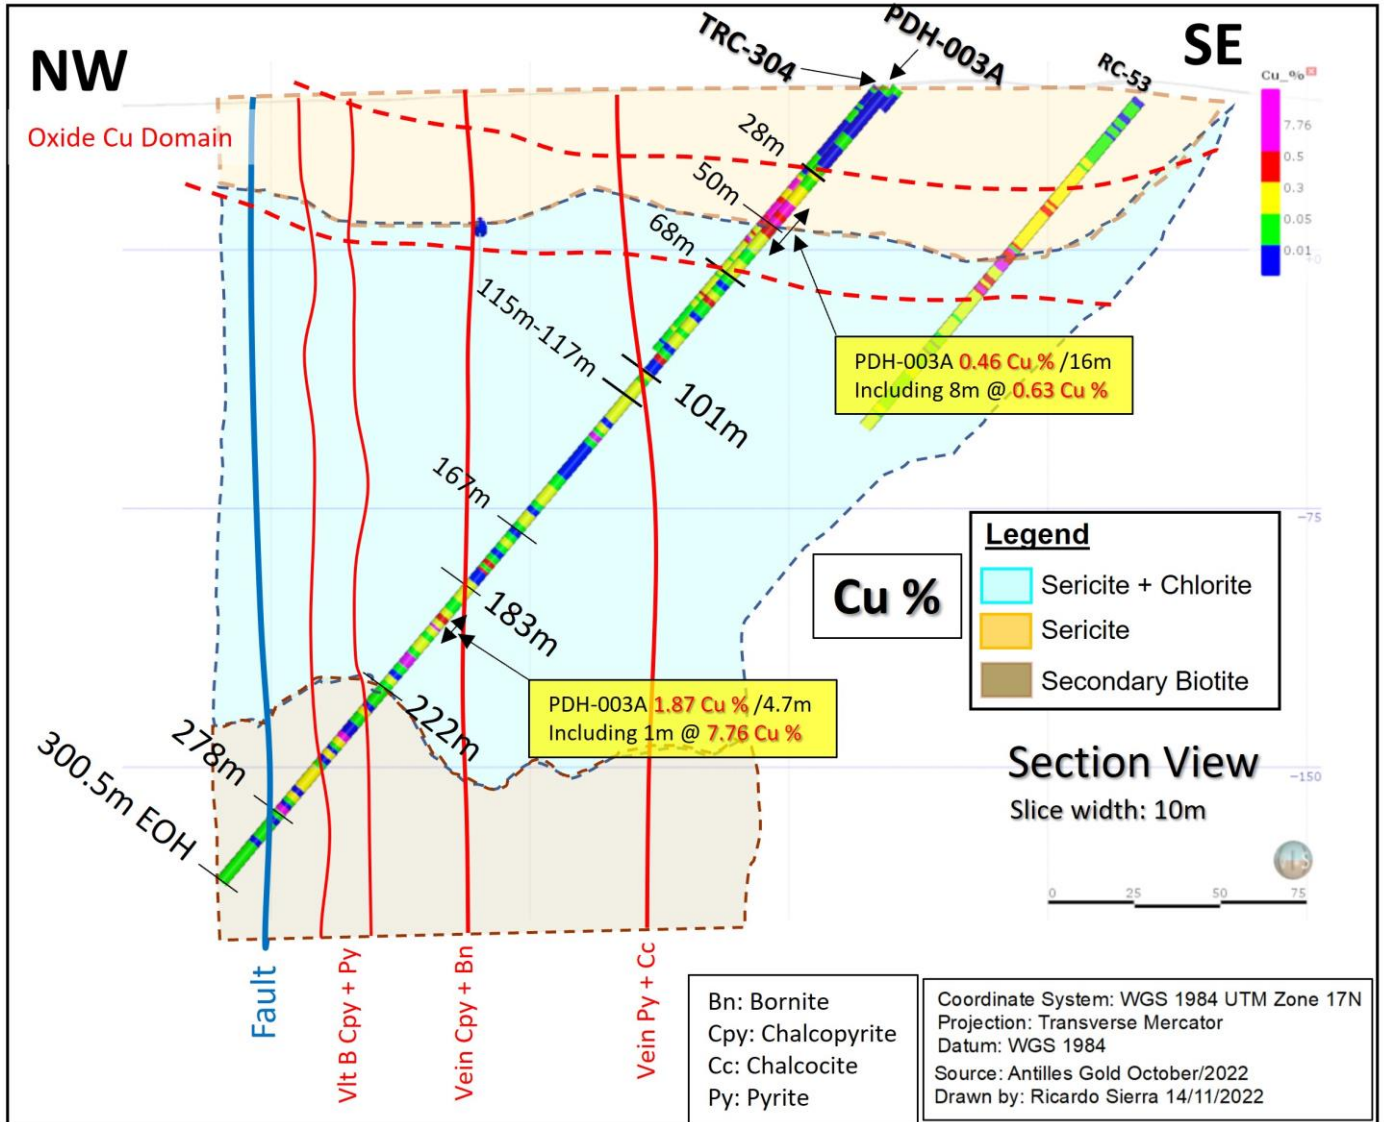 NW
SE
Oxide Cu Domain
TRC-304
PDH-003A
RC-53
Cu_%
7.76
0.5
0.3
0.05
0.01
28m
50m
68m
115m-117m
101m
167m
183m
222m
278m
300.5m EOH
PDH-003A 0.46 Cu % /16m
Including 8m @ 0.63 Cu %
PDH-003A 1.87 Cu % /4.7m
Including 1m @ 7.76 Cu %
−75
−150
Cu %
Legend
Sericite + Chlorite
Sericite
Secondary Biotite
Section View
Slice width: 10m
0 25 50 75
Fault
Vlt B Cpy + Py
Vein Cpy + Bn
Vein Py + Cc
Bn: Bornite
Cpy: Chalcopyrite
Cc: Chalcocite
Py: Pyrite
Coordinate System: WGS 1984 UTM Zone 17N
Projection: Transverse Mercator
Datum: WGS 1984
Source: Antilles Gold October/2022
Drawn by: Ricardo Sierra 14/11/2022